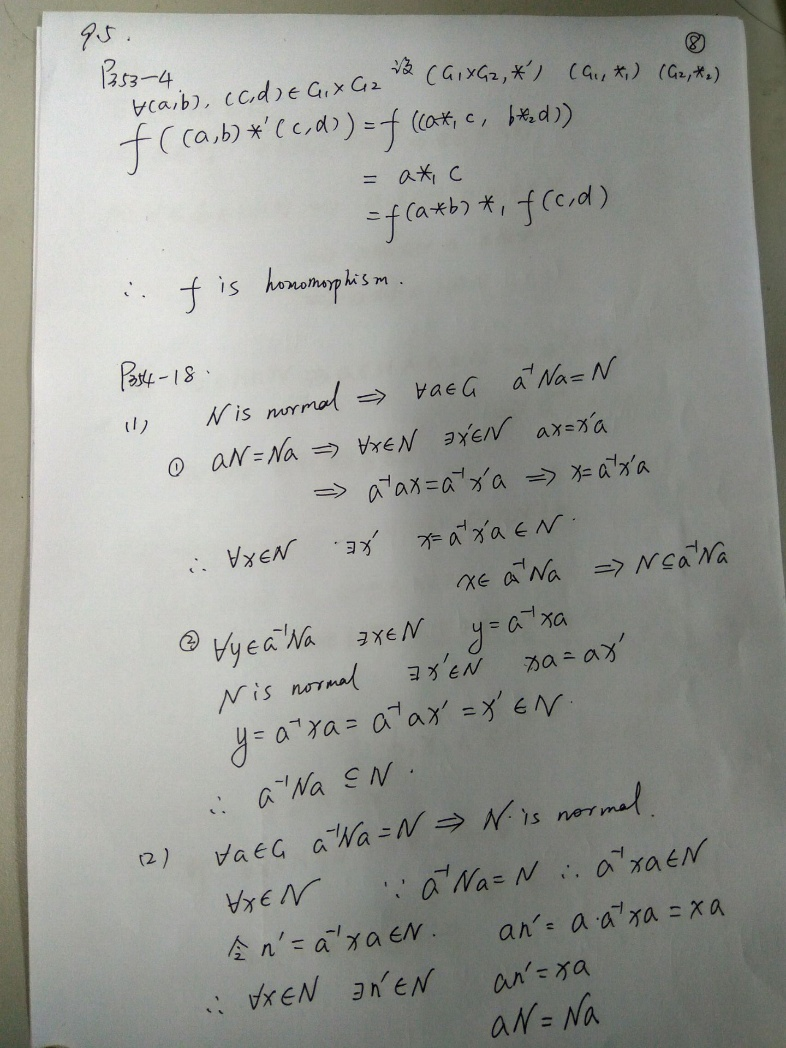 9.5. ⑧
P353-4 设 (G₁×G₂, *') (G₁, *₁) (G₂, *₂)
∀(a,b), (c,d)∈G₁×G₂
f((a,b)*'(c,d)) = f((a*₁c, b*₂d))
= a*₁c
= f(a*b) *₁ f(c,d)
∴ f is homomorphism.
P354-18.
(1) N is normal ⇒ ∀a∈G a⁻¹Na=N
① aN=Na ⇒ ∀x∈N ∃x'∈N ax=x'a
⇒ a⁻¹ax=a⁻¹x'a ⇒ x=a⁻¹x'a
∴ ∀x∈N ∃x' x=a⁻¹x'a∈N.
x∈a⁻¹Na ⇒ N⊆a⁻¹Na
② ∀y∈a⁻¹Na ∃x∈N y=a⁻¹xa
N is normal ∃x'∈N xa=ax'
y=a⁻¹xa=a⁻¹ax'=x'∈N.
∴ a⁻¹Na⊆N.
(2) ∀a∈G a⁻¹Na=N ⇒ N is normal.
∀x∈N ∵ a⁻¹Na=N ∴ a⁻¹xa∈N
令 n'=a⁻¹xa∈N. an'=a·a⁻¹xa=xa
∴ ∀x∈N ∃n'∈N an'=xa
aN=Na